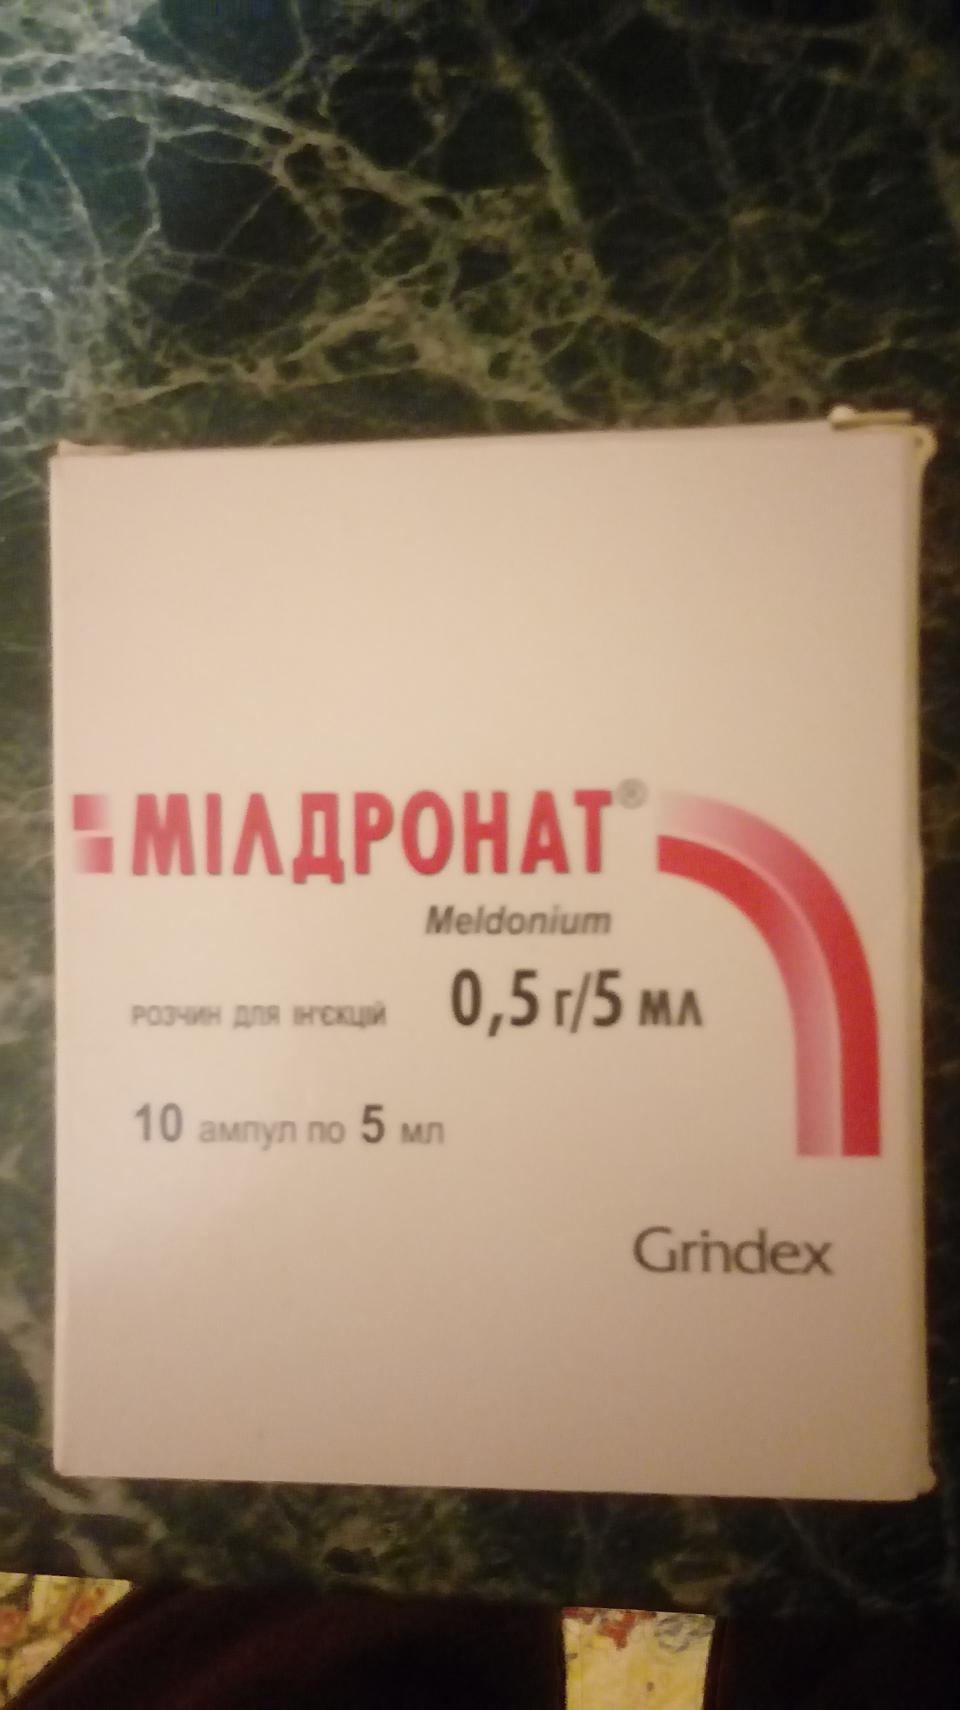 МІЛДРОНАТ®
Meldonium
РОЗЧИН ДЛЯ ІН'ЄКЦІЙ 0,5 г/5 мл
10 ампул по 5 мл
Grindex